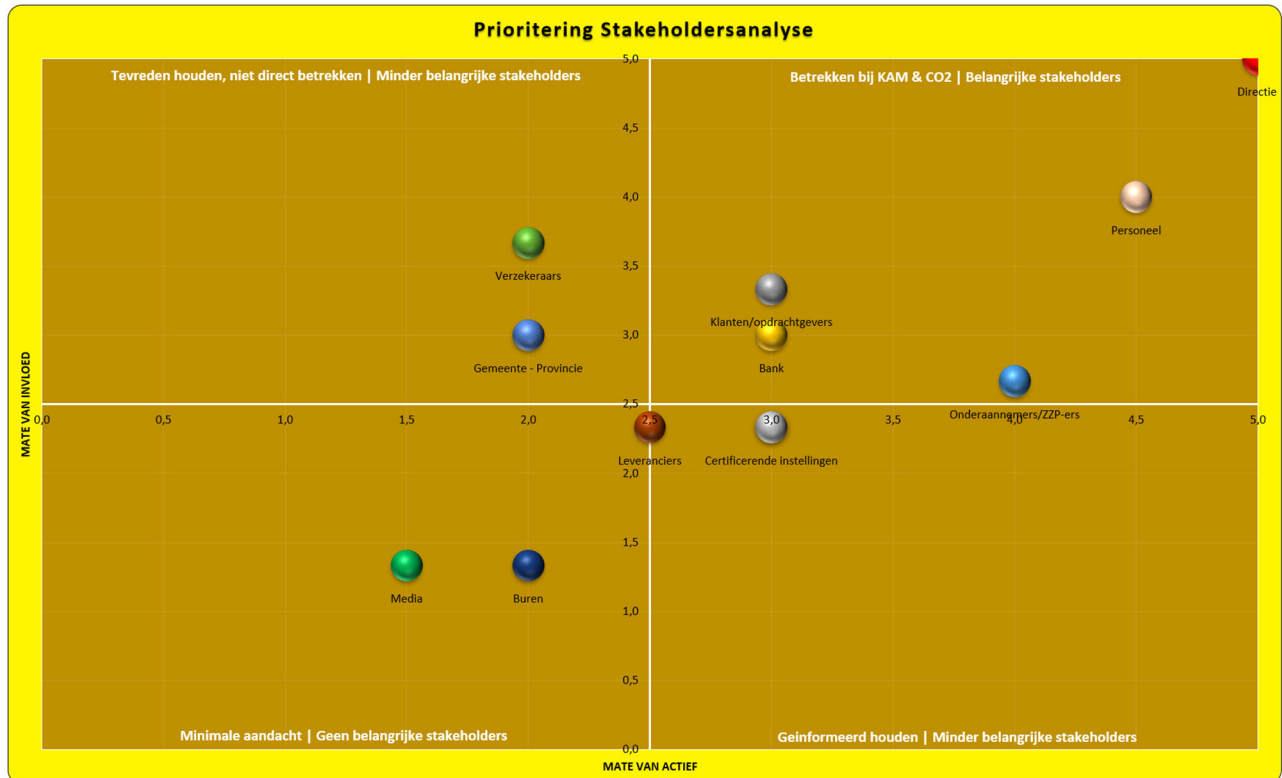 Prioritering Stakeholdersanalyse
Tevreden houden, niet direct betrekken | Minder belangrijke stakeholders
Betrekken bij KAM & CO2 | Belangrijke stakeholders
5,0
Directie
4,5
4,0
Personeel
3,5
Verzekeraars
Klanten/opdrachtgevers
3,0
Gemeente - Provincie
Bank
2,5
Onderaannamers/ZZP-ers
0,0 0,5 1,0 1,5 2,0 2,5 3,0 3,5 4,0 4,5 5,0
MATE VAN INVLOED
Leveranciers
Certificerende instellingen
2,0
1,5
Media
Buren
1,0
0,5
Minimale aandacht | Geen belangrijke stakeholders
Geinformeerd houden | Minder belangrijke stakeholders
0,0
MATE VAN ACTIEF